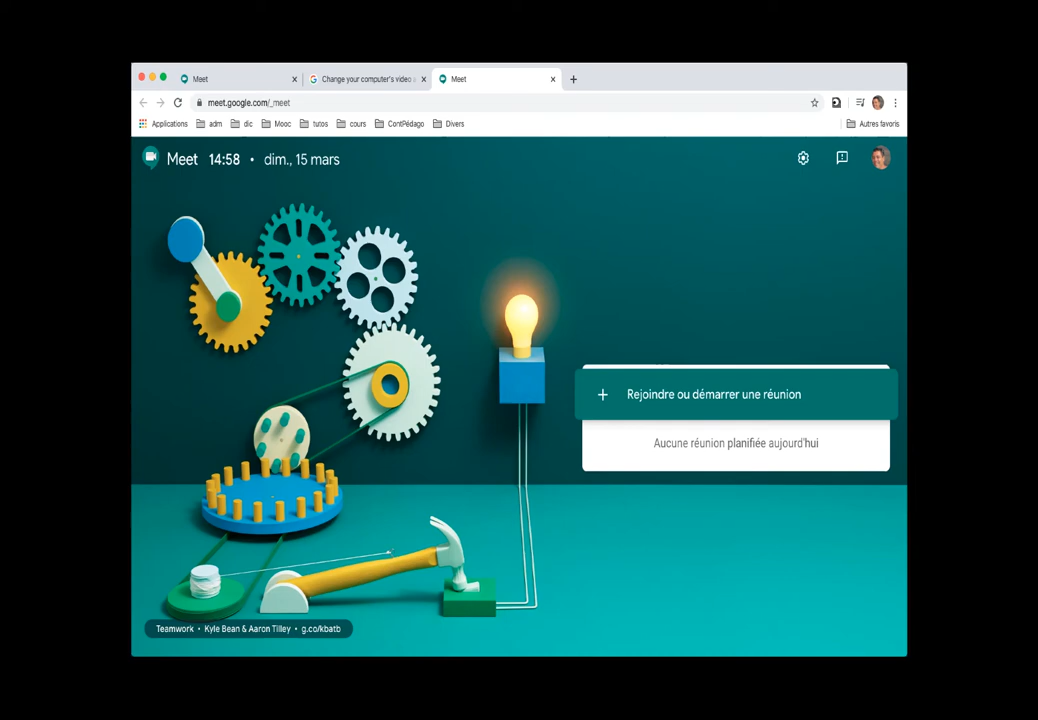 Meet
Change your computer's video
Meet
meet.google.com/_meet
Applications adm dic Mooc tutos cours ContPédago Divers Autres favoris
Meet 14:58 • dim., 15 mars
Rejoindre ou démarrer une réunion
Aucune réunion planifiée aujourd'hui
Teamwork • Kyle Bean & Aaron Tilley • g.co/kbatb